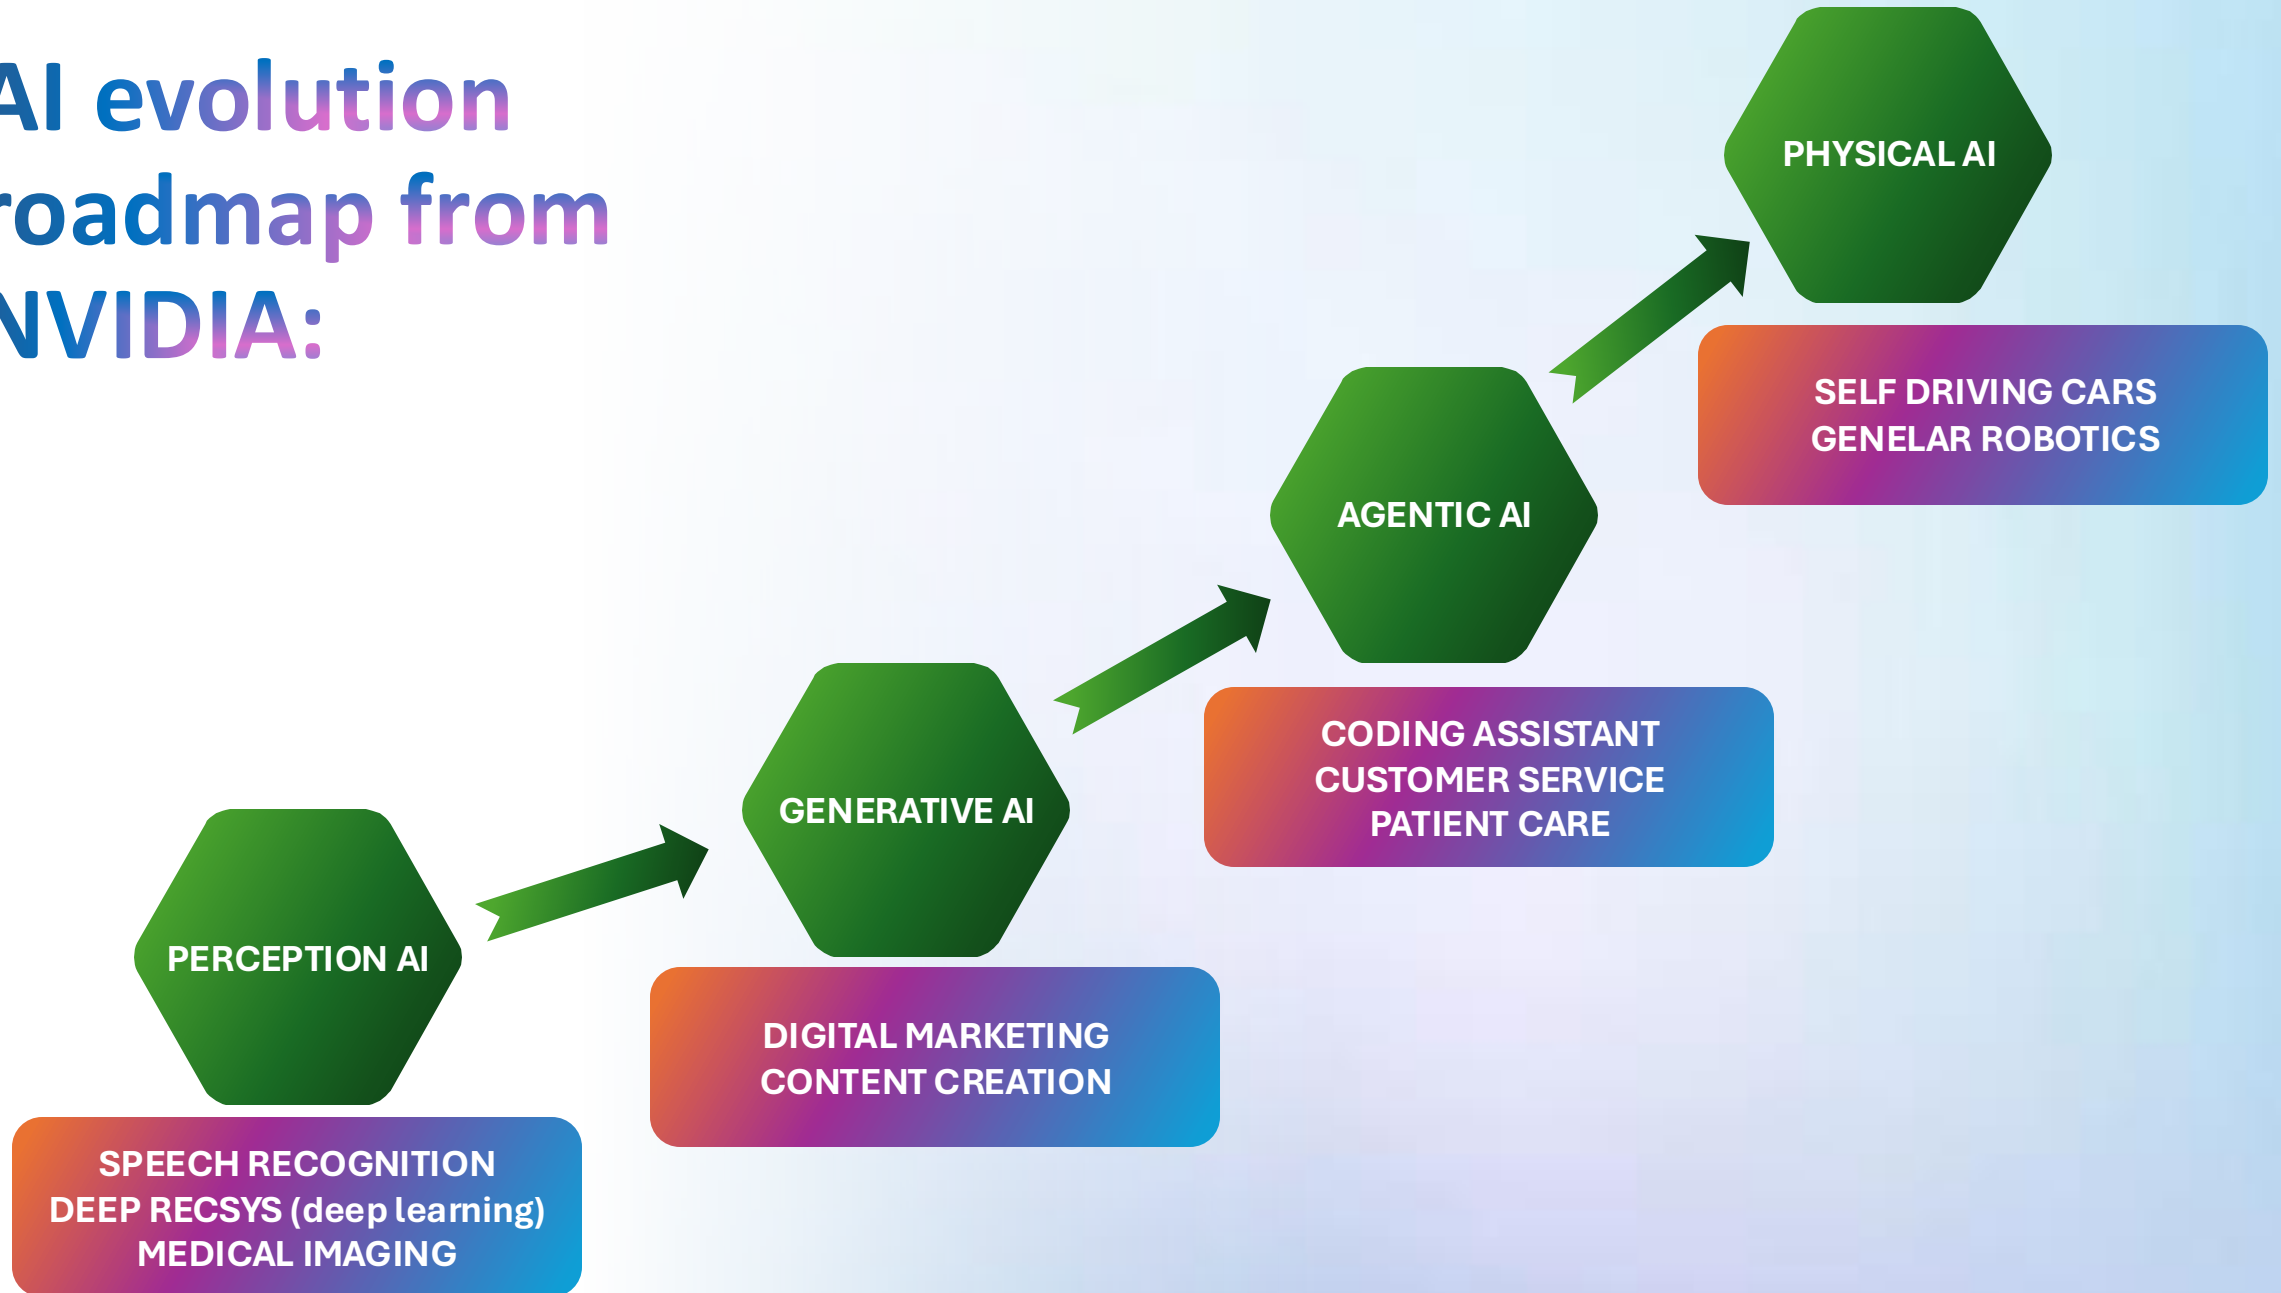 AI evolution
roadmap from
NVIDIA:
PHYSICAL AI
SELF DRIVING CARS
GENELAR ROBOTICS
AGENTIC AI
CODING ASSISTANT
CUSTOMER SERVICE
PATIENT CARE
GENERATIVE AI
DIGITAL MARKETING
CONTENT CREATION
PERCEPTION AI
SPEECH RECOGNITION
DEEP RECSYS (deep learning)
MEDICAL IMAGING